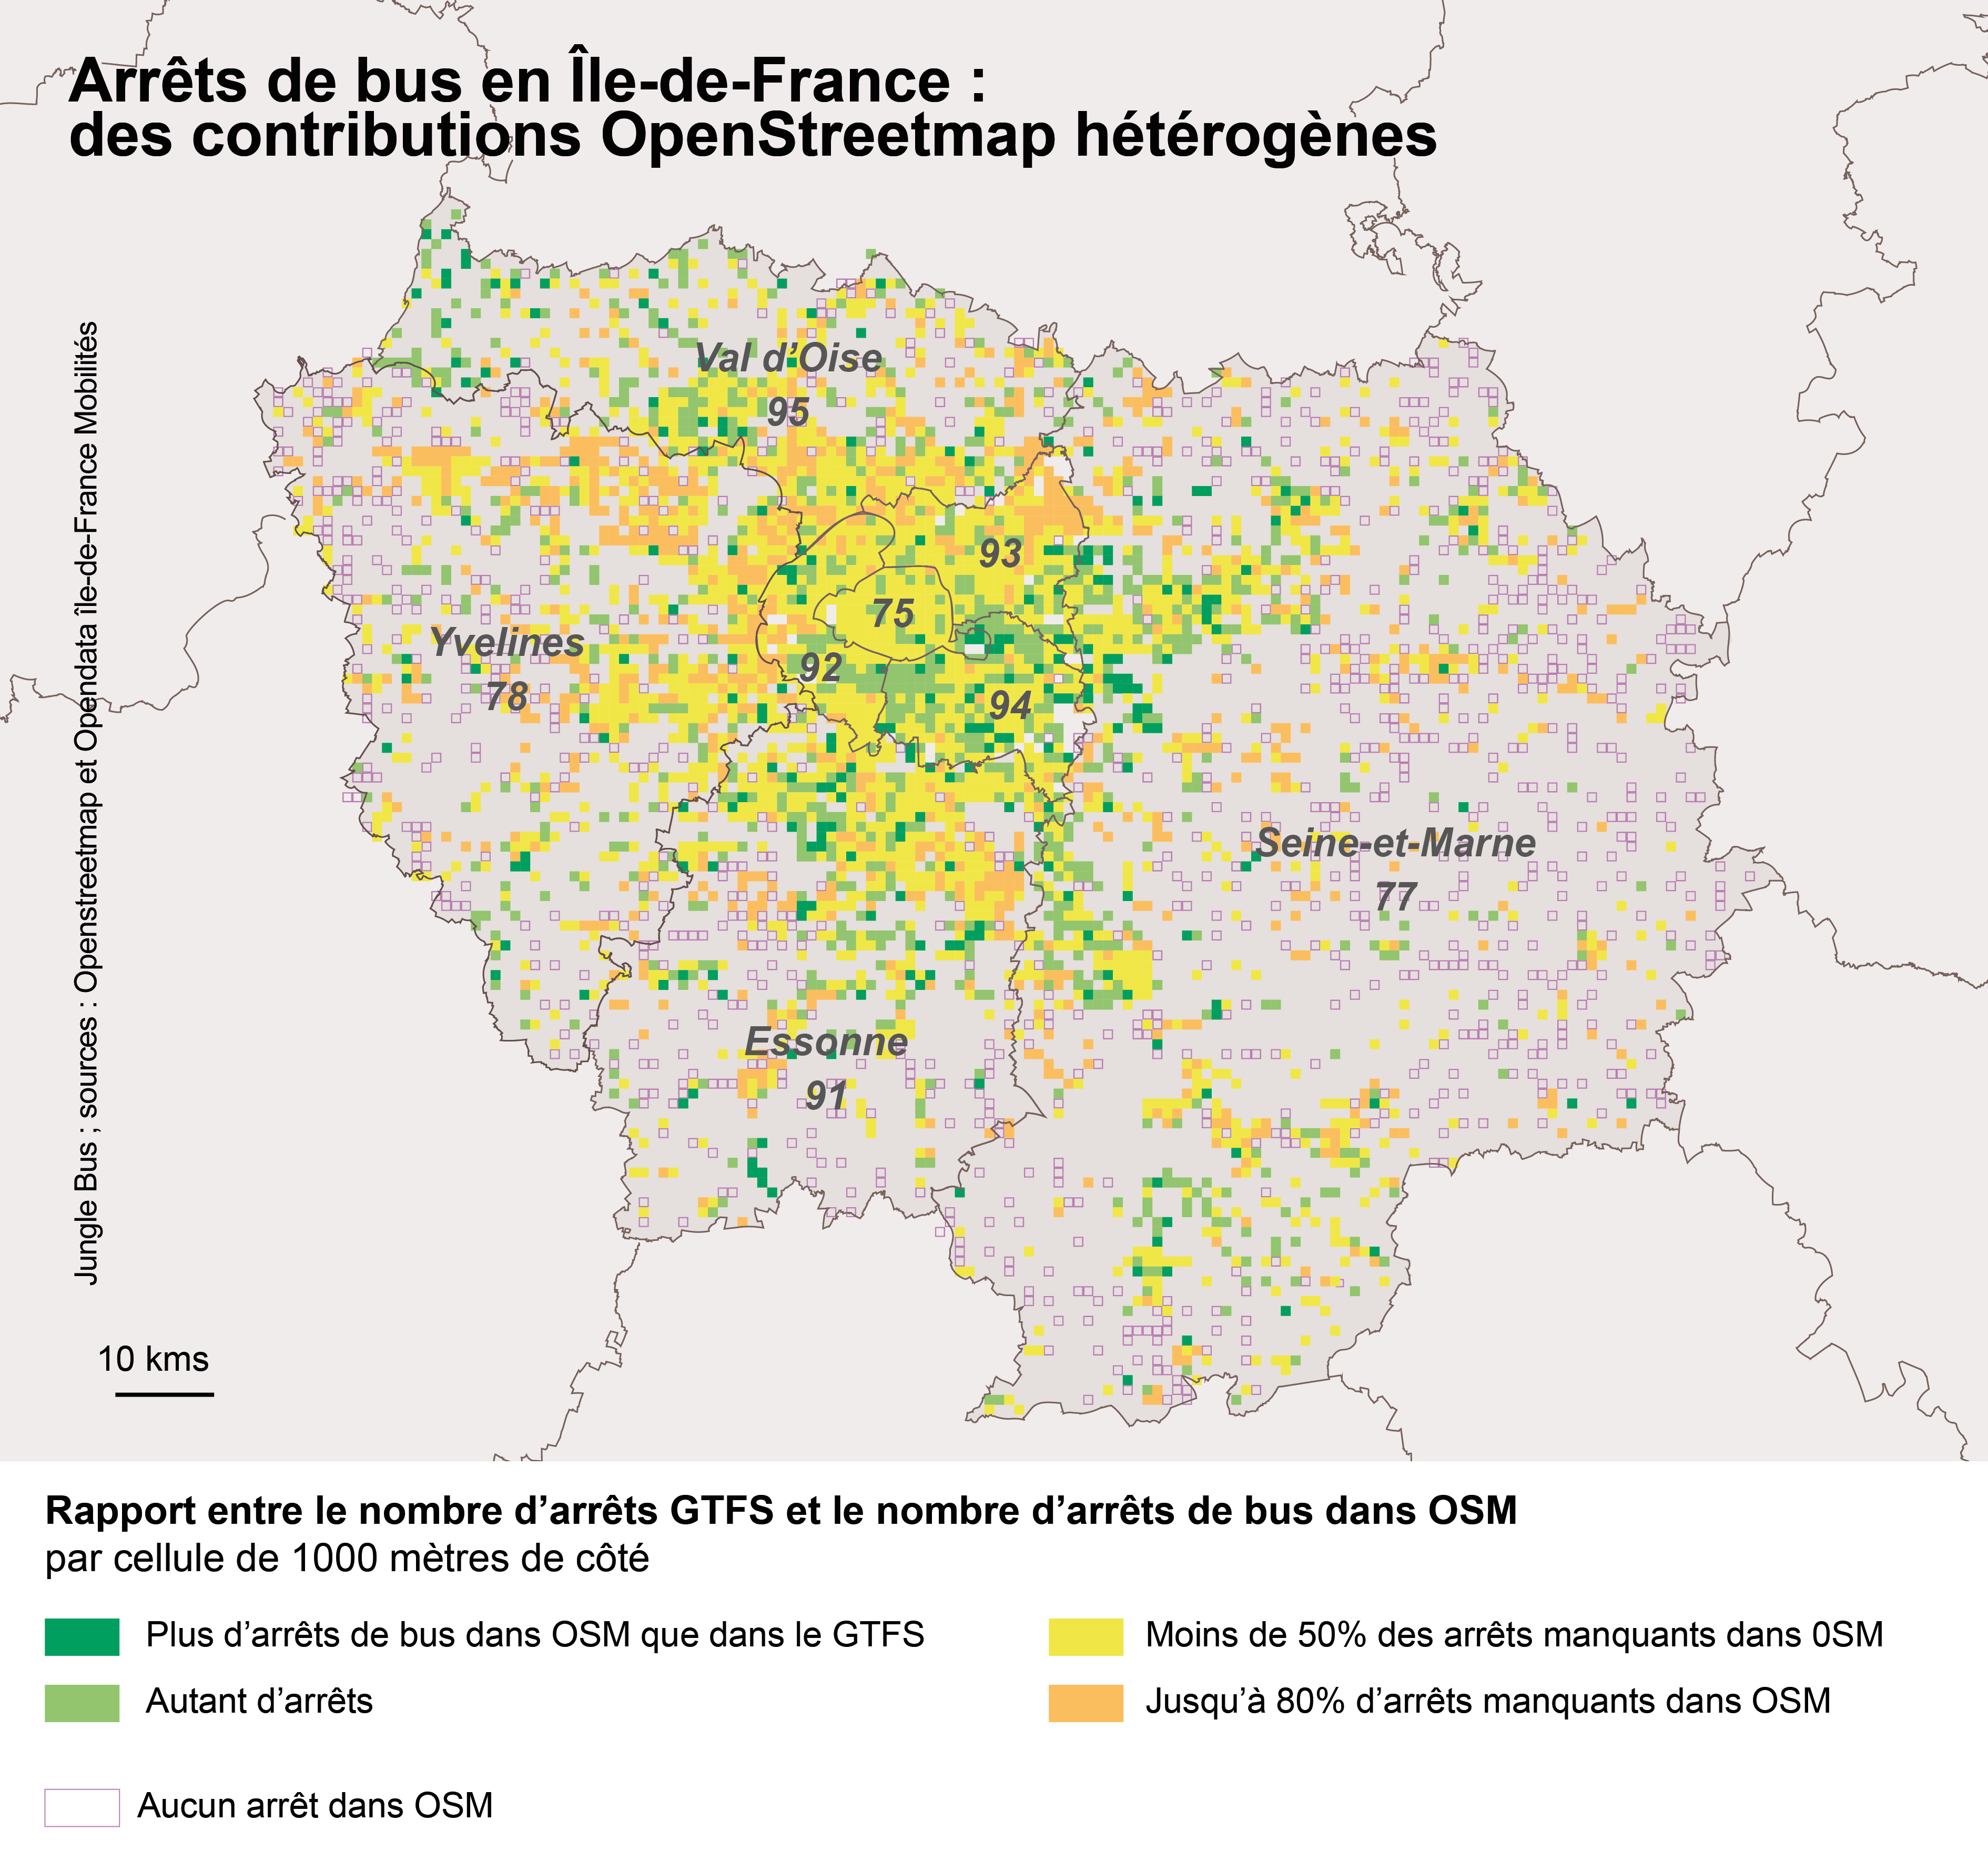 Arrêts de bus en Île-de-France :
des contributions OpenStreetmap hétérogènes
Jungle Bus ; sources : Openstreetmap et Opendata île-de-France Mobilités
Val d’Oise
95
93
75
Yvelines
78
92
94
Seine-et-Marne
77
Essonne
91
10 kms
Rapport entre le nombre d’arrêts GTFS et le nombre d’arrêts de bus dans OSM
par cellule de 1000 mètres de côté
Plus d’arrêts de bus dans OSM que dans le GTFS
Moins de 50% des arrêts manquants dans 0SM
Autant d’arrêts
Jusqu’à 80% d’arrêts manquants dans OSM
Aucun arrêt dans OSM